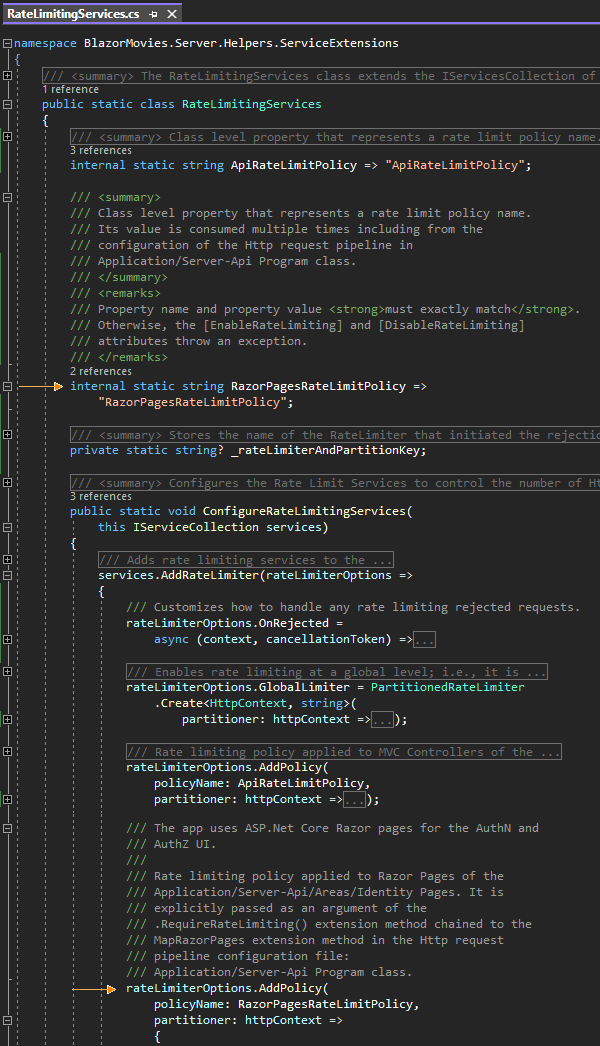 RateLimitingServices.cs
namespace BlazorMovies.Server.Helpers.ServiceExtensions
{
/// <summary> The RateLimitingServices class extends the IServicesCollection of
1 reference
public static class RateLimitingServices
{
/// <summary> Class level property that represents a rate limit policy name.
3 references
internal static string ApiRateLimitPolicy => "ApiRateLimitPolicy";
/// <summary>
/// Class level property that represents a rate limit policy name.
/// Its value is consumed multiple times including from the
/// configuration of the Http request pipeline in
/// Application/Server-Api Program class.
/// </summary>
/// <remarks>
/// Property name and property value <strong>must exactly match</strong>.
/// Otherwise, the [EnableRateLimiting] and [DisableRateLimiting]
/// attributes throw an exception.
/// </remarks>
2 references
internal static string RazorPagesRateLimitPolicy =>
"RazorPagesRateLimitPolicy";
/// <summary> Stores the name of the RateLimiter that initiated the rejectio
private static string? _rateLimiterAndPartitionKey;
/// <summary> Configures the Rate Limit Services to control the number of Ht
3 references
public static void ConfigureRateLimitingServices(
this IServiceCollection services)
{
/// Adds rate limiting services to the ...
services.AddRateLimiter(rateLimiterOptions =>
{
/// Customizes how to handle any rate limiting rejected requests.
rateLimiterOptions.OnRejected =
async (context, cancellationToken) =>...
/// Enables rate limiting at a global level; i.e., it is ...
rateLimiterOptions.GlobalLimiter = PartitionedRateLimiter
.Create<HttpContext, string>(
partitioner: httpContext =>...);
/// Rate limiting policy applied to MVC Controllers of the ...
rateLimiterOptions.AddPolicy(
policyName: ApiRateLimitPolicy,
partitioner: httpContext =>...);
/// The app uses ASP.Net Core Razor pages for the AuthN and
/// AuthZ UI.
///
/// Rate limiting policy applied to Razor Pages of the
/// Application/Server-Api/Areas/Identity Pages. It is
/// explicitly passed as an argument of the
/// .RequireRateLimiting() extension method chained to the
/// MapRazorPages extension method in the Http request
/// pipeline configuration file:
/// Application/Server-Api Program class.
rateLimiterOptions.AddPolicy(
policyName: RazorPagesRateLimitPolicy,
partitioner: httpContext =>
{